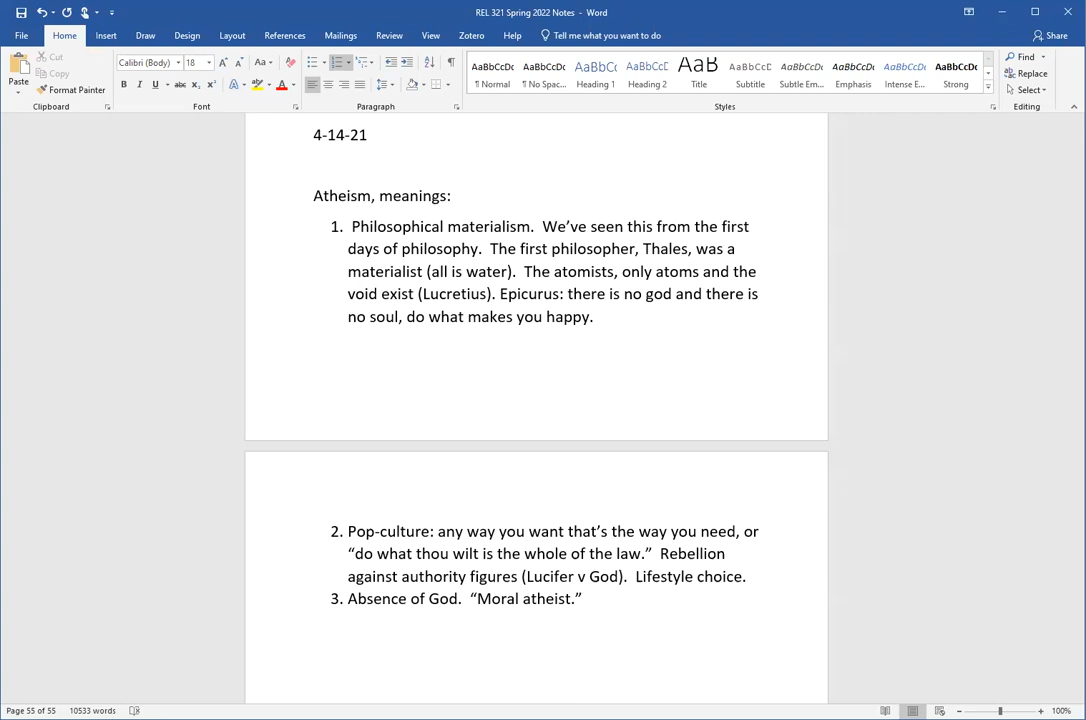 REL 321 Spring 2022 Notes - Word
File Home Insert Draw Design Layout References Mailings Review View Zotero Help Tell me what you want to do Share
Paste
Cut
Copy
Format Painter
Clipboard
Calibri (Body) 18
Font
Paragraph
AaBbCcDc AaBbCcDc AaBbCc AaBbCcD AaB AaBbCcD AaBbCcDc AaBbCcDc AaBbCcDc AaBbCcDc
¶ Normal ¶ No Spac... Heading 1 Heading 2 Title Subtitle Subtle Em... Emphasis Intense E... Strong
Styles
Find
Replace
Select
Editing
4-14-21
Atheism, meanings:
1. Philosophical materialism. We’ve seen this from the first
days of philosophy. The first philosopher, Thales, was a
materialist (all is water). The atomists, only atoms and the
void exist (Lucretius). Epicurus: there is no god and there is
no soul, do what makes you happy.
2. Pop-culture: any way you want that’s the way you need, or
“do what thou wilt is the whole of the law.” Rebellion
against authority figures (Lucifer v God). Lifestyle choice.
3. Absence of God. “Moral atheist.”
Page 55 of 55 10533 words 100%